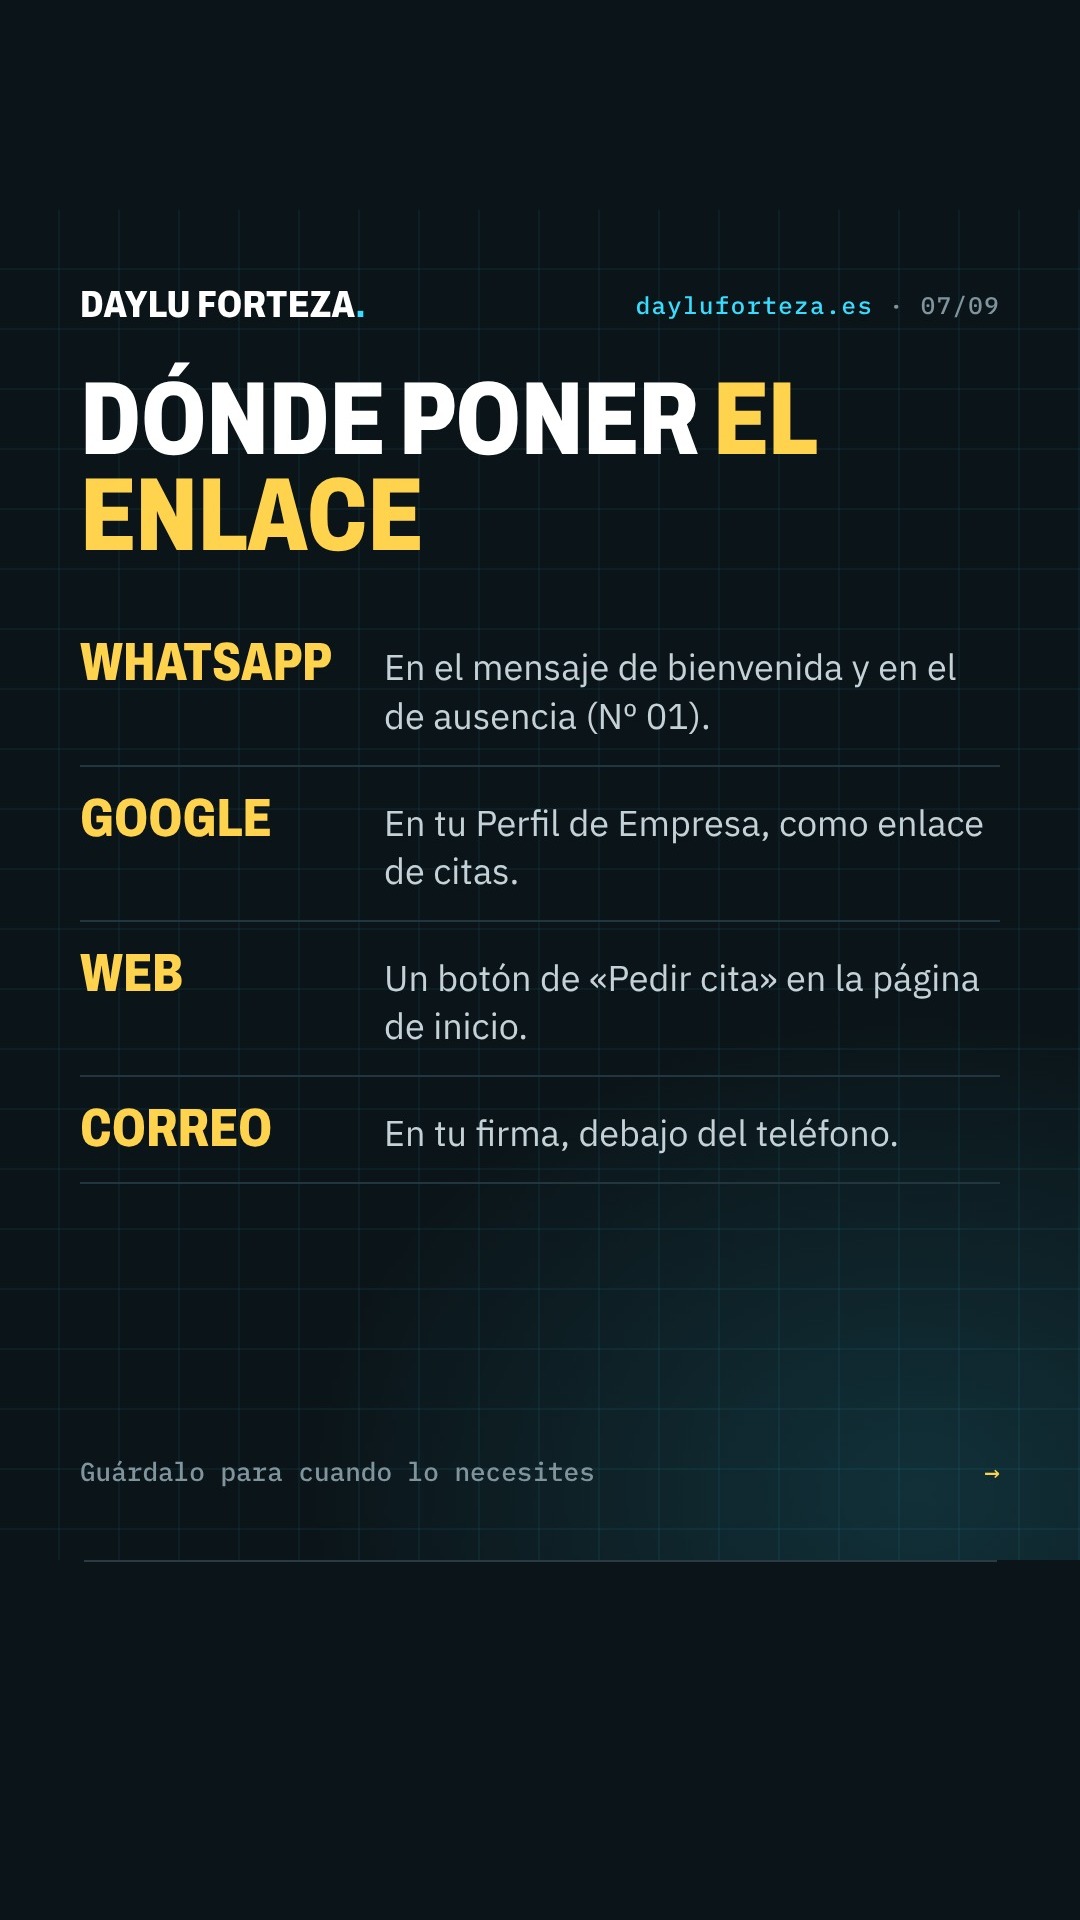 DAYLU FORTEZA.
dayluforteza.es · 07/09
DÓNDE PONER EL
ENLACE
WHATSAPP
En el mensaje de bienvenida y en el
de ausencia (Nº 01).
GOOGLE
En tu Perfil de Empresa, como enlace
de citas.
WEB
Un botón de «Pedir cita» en la página
de inicio.
CORREO
En tu firma, debajo del teléfono.
Guárdalo para cuando lo necesites
→